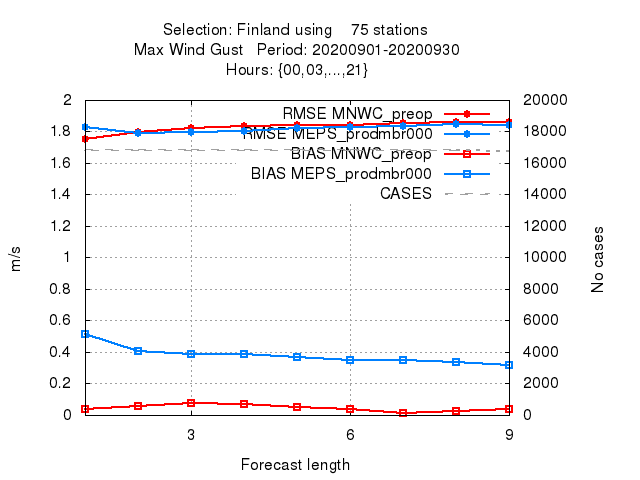 Selection: Finland using 75 stations
Max Wind Gust Period: 20200901-20200930
Hours: {00,03,...,21}
2 20000
RMSE MNWC_preop
1.8 RMSE MEPS_prodmbr000 18000
BIAS MNWC_preop
1.6 16000
BIAS MEPS_prodmbr000
1.4 CASES 14000
1.2 12000
1 10000
m/s No cases
0.8 8000
0.6 6000
0.4 4000
0.2 2000
0 0
3 6 9
Forecast length